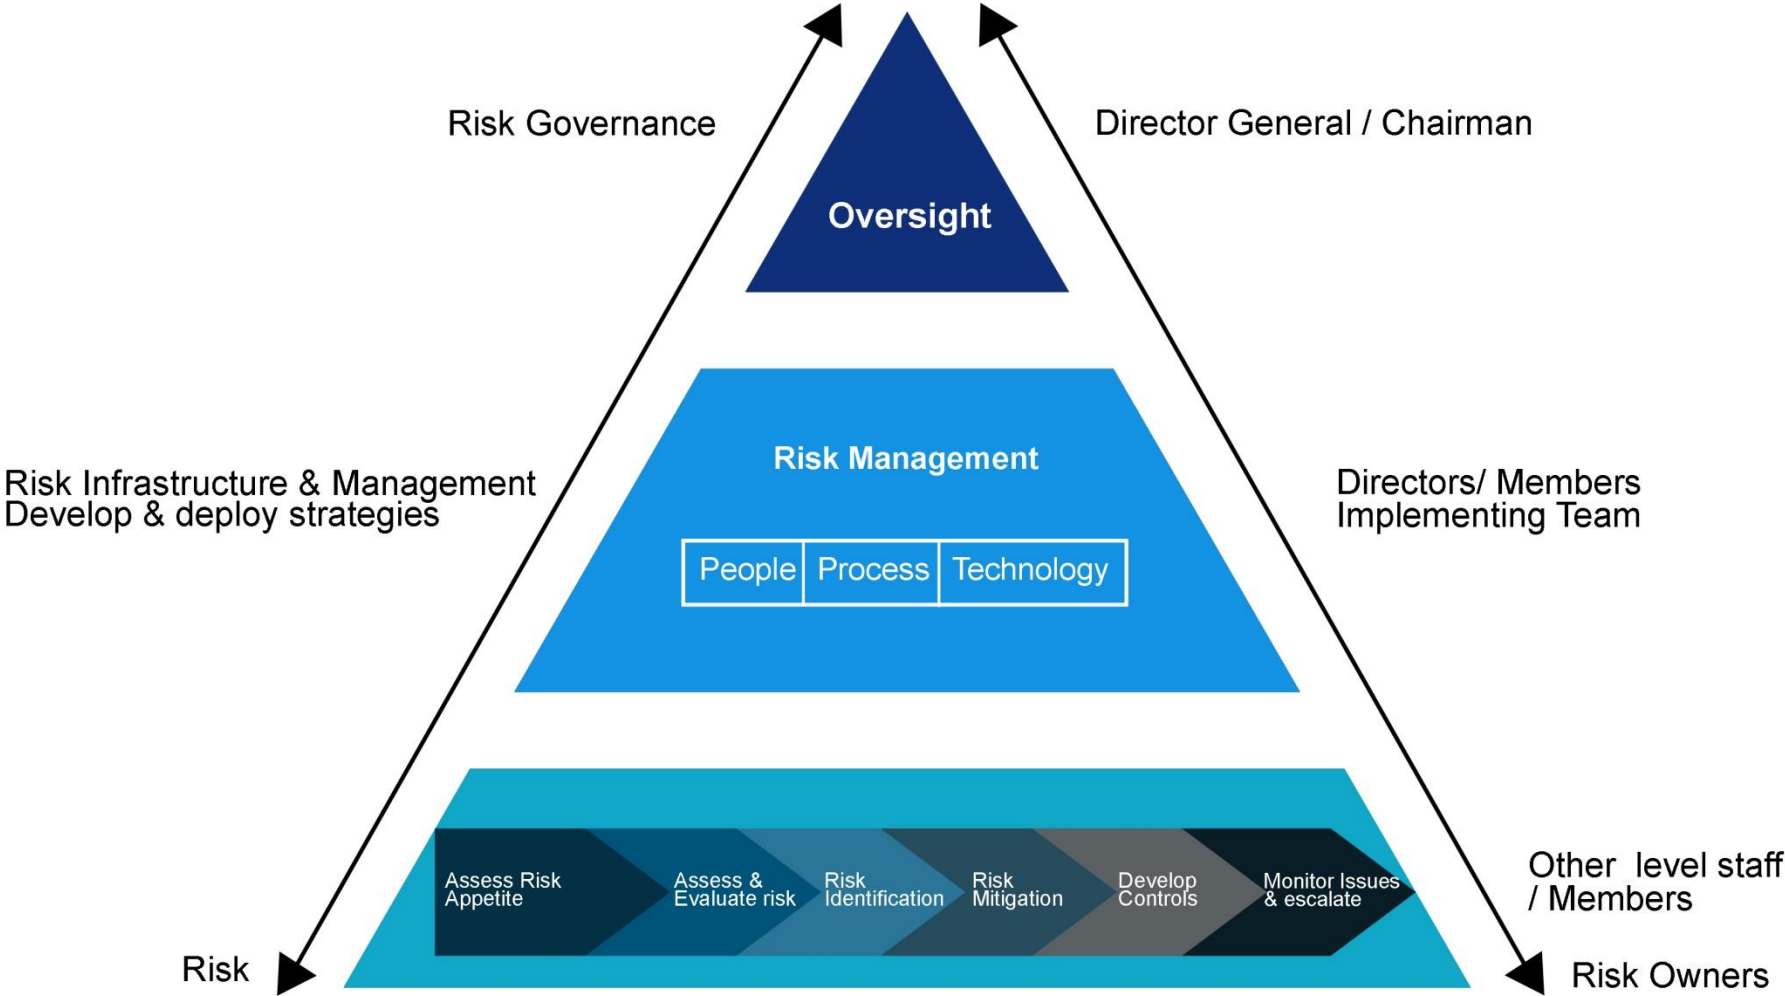 Risk Governance
Director General / Chairman
Oversight
Risk Management
Risk Infrastructure & Management
Develop & deploy strategies
Directors/ Members
Implementing Team
People
Process
Technology
Assess Risk
Appetite
Assess &
Evaluate risk
Risk
Identification
Risk
Mitigation
Develop
Controls
Monitor Issues
& escalate
Other level staff
/ Members
Risk
Risk Owners